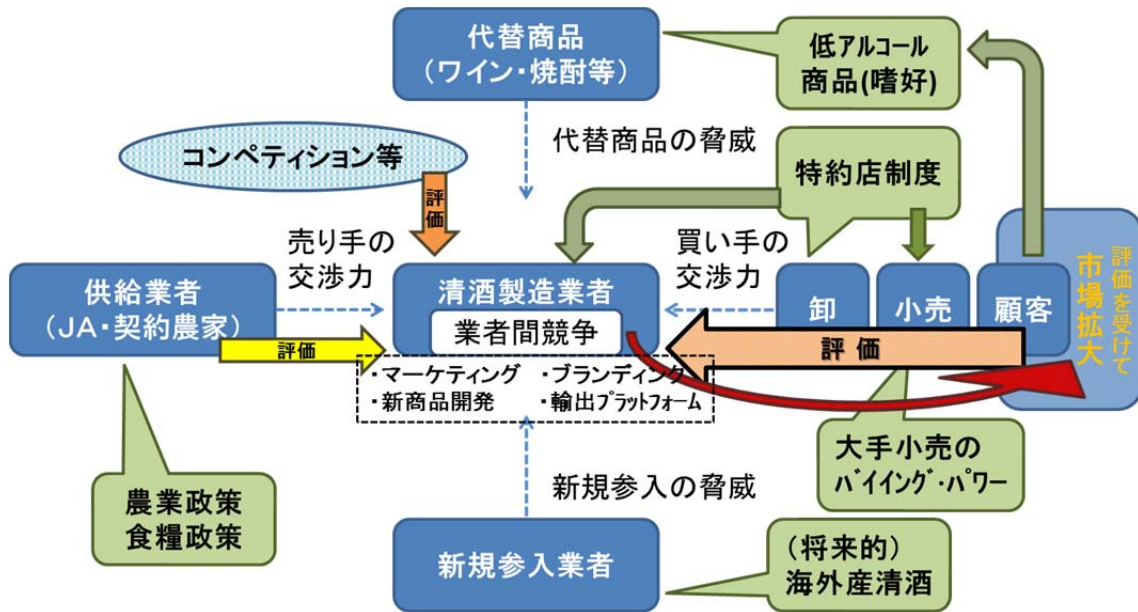 代替商品
（ワイン・焼酎等）
低アルコール
商品(嗜好)
代替商品の脅威
コンペティション等
特約店制度
評価
売り手の
交渉力
買い手の
交渉力
評価を受けて
市場拡大
供給業者
（JA・契約農家）
清酒製造業者
業者間競争
卸
小売
顧客
評価
評 価
・マーケティング ・ブランディング
・新商品開発 ・輸出プラットフォーム
大手小売の
バイイング・パワー
農業政策
食糧政策
新規参入の脅威
新規参入業者
（将来的）
海外産清酒